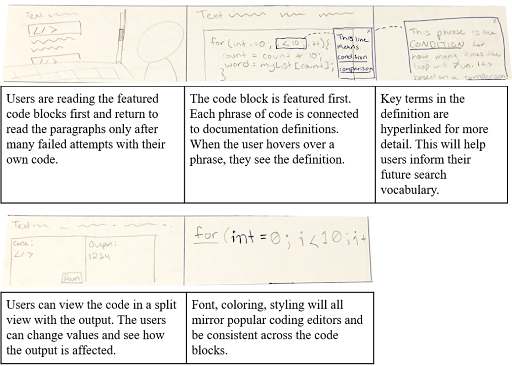 </>
Text
for (int=0; i<10; i++){
count = count * 10;
word = myList[count];
}
This line
means
condition
comparison
This phrase is the
CONDITION for
how many times the
loop will run. Its
based on a comparison
Users are reading the featured
code blocks first and return to
read the paragraphs only after
many failed attempts with their
own code.
The code block is featured first.
Each phrase of code is connected
to documentation definitions.
When the user hovers over a
phrase, they see the definition.
Key terms in the
definition are
hyperlinked for more
detail. This will help
users inform their
future search
vocabulary.
Text
Code: Output:
</> 1234
Run
for (int = 0; i<10; i+
Users can view the code in a split
view with the output. The users
can change values and see how
the output is affected.
Font, coloring, styling will all
mirror popular coding editors and
be consistent across the code
blocks.